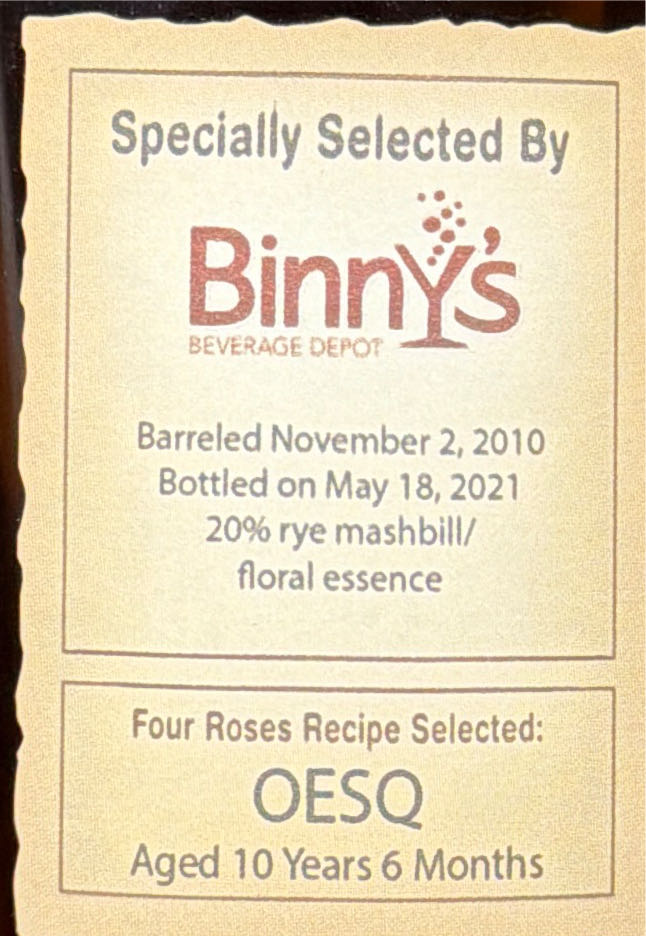 Specially Selected By
Binny's
BEVERAGE DEPOT
Barreled November 2, 2010
Bottled on May 18, 2021
20% rye mashbill/
floral essence
Four Roses Recipe Selected:
OESQ
Aged 10 Years 6 Months